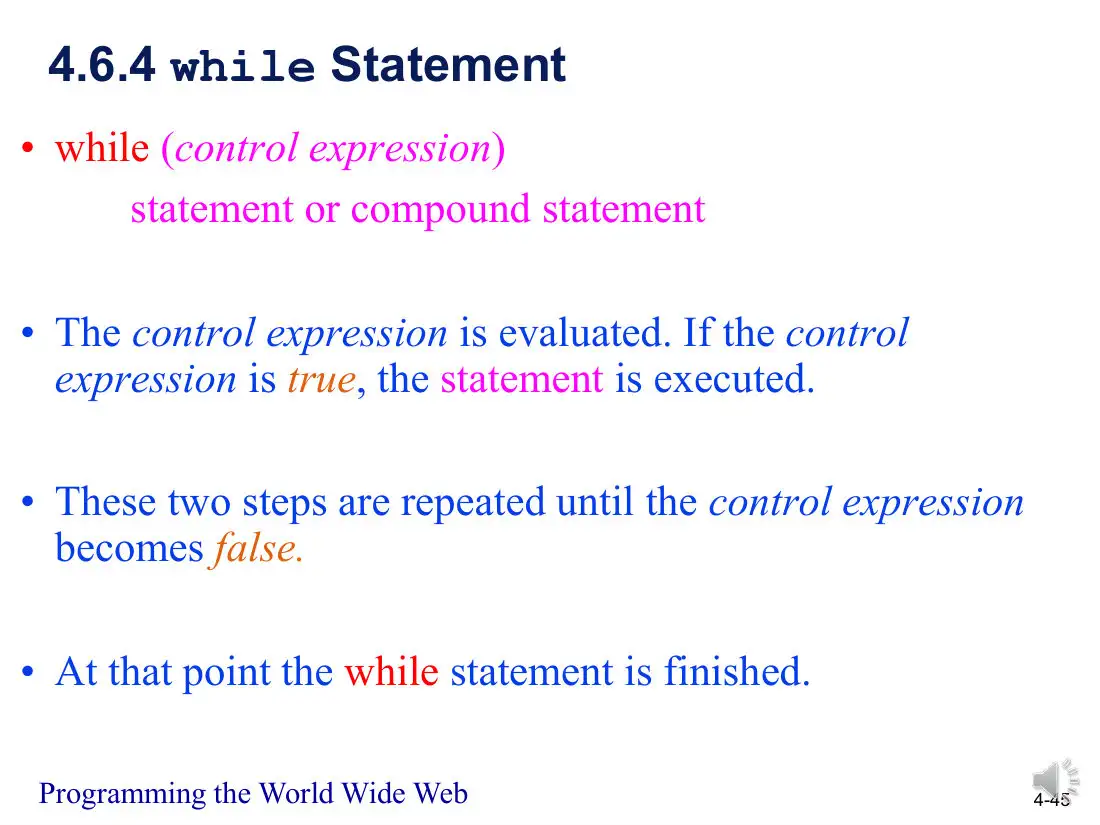 4.6.4 while Statement
• while (control expression)
statement or compound statement
• The control expression is evaluated. If the control
expression is true, the statement is executed.
• These two steps are repeated until the control expression
becomes false.
• At that point the while statement is finished.
Programming the World Wide Web
4-45